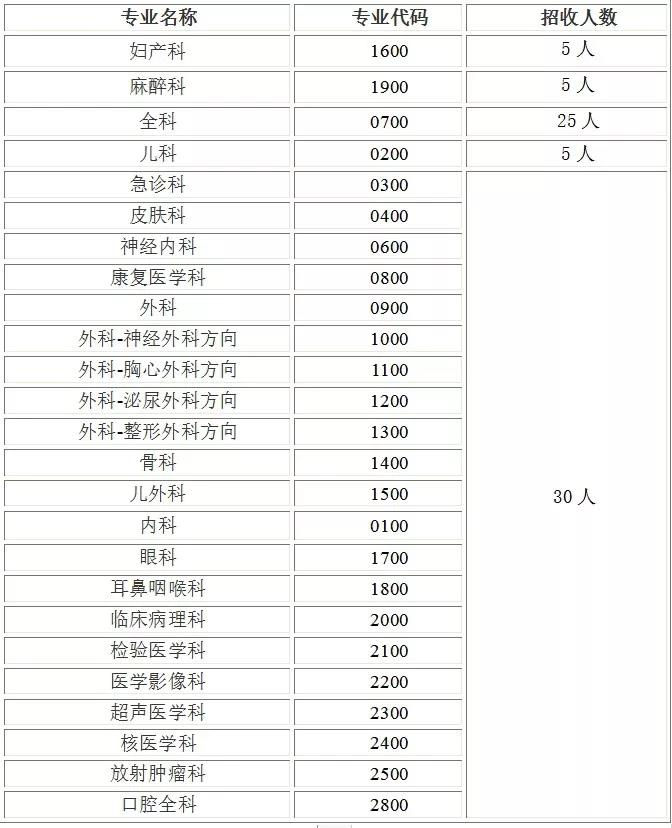 专业名称 专业代码 招收人数
妇产科 1600 5人
麻醉科 1900 5人
全科 0700 25人
儿科 0200 5人
急诊科 0300
皮肤科 0400
神经内科 0600
康复医学科 0800
外科 0900
外科-神经外科方向 1000
外科-胸心外科方向 1100
外科-泌尿外科方向 1200
外科-整形外科方向 1300
骨科 1400
儿外科 1500 30人
内科 0100
眼科 1700
耳鼻咽喉科 1800
临床病理科 2000
检验医学科 2100
医学影像科 2200
超声医学科 2300
核医学科 2400
放射肿瘤科 2500
口腔全科 2800